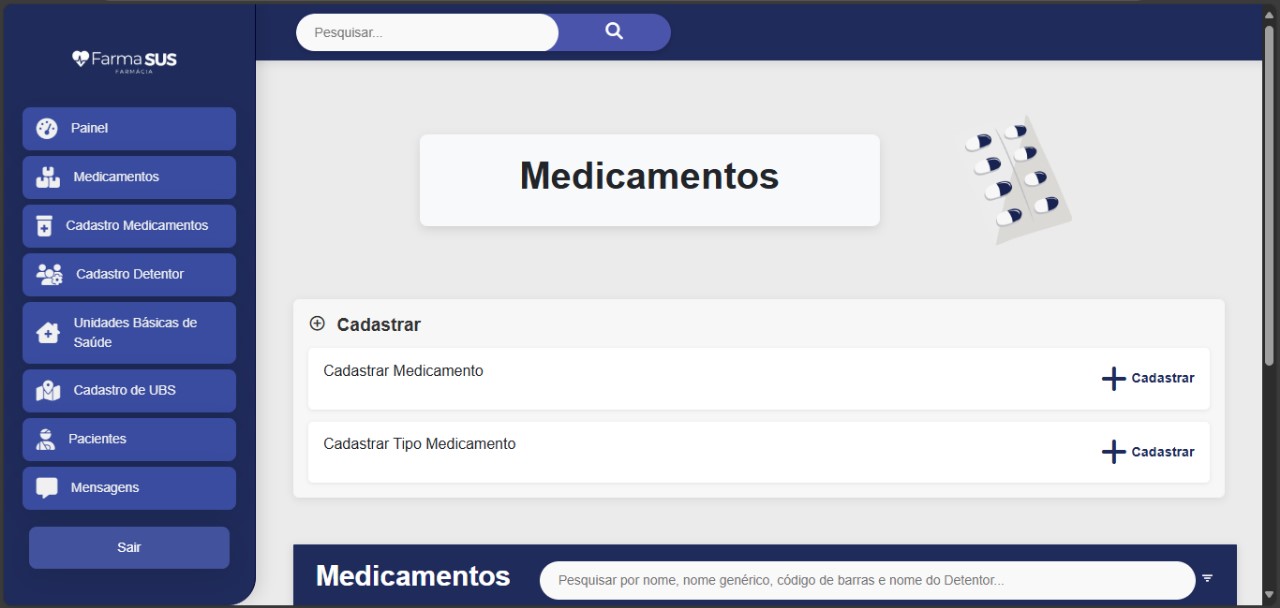 Farma SUS
FARMÁCIA
Painel
Medicamentos
Cadastro Medicamentos
Cadastro Detentor
Unidades Básicas de
Saúde
Cadastro de UBS
Pacientes
Mensagens
Sair
Pesquisar...
Medicamentos
Cadastrar
Cadastrar Medicamento
Cadastrar
Cadastrar Tipo Medicamento
Cadastrar
Medicamentos
Pesquisar por nome, nome genérico, código de barras e nome do Detentor...